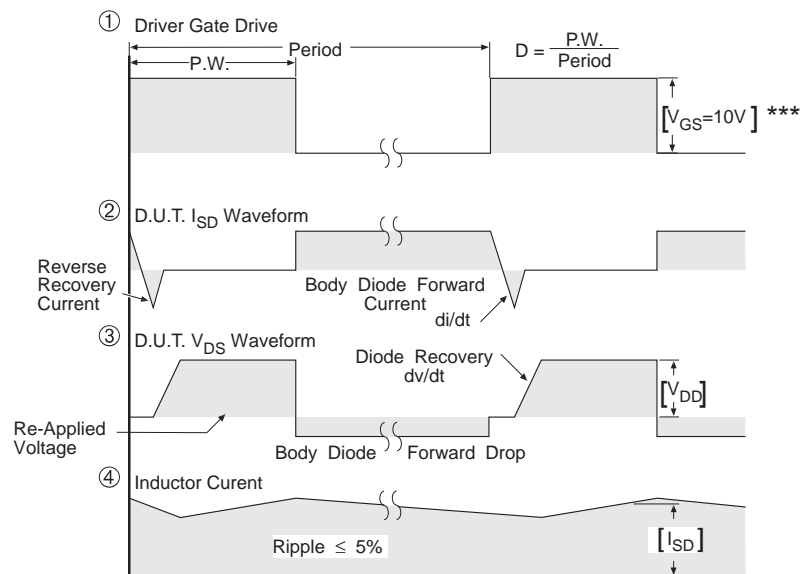 ① Driver Gate Drive
Period
P.W.
D = P.W. / Period
[V_GS=10V] ***
② D.U.T. I_SD Waveform
Reverse
Recovery
Current
Body Diode Forward
Current
di/dt
③ D.U.T. V_DS Waveform
Diode Recovery
dv/dt
[V_DD]
Re-Applied
Voltage
Body Diode Forward Drop
④ Inductor Curent
Ripple ≤ 5%
[I_SD]